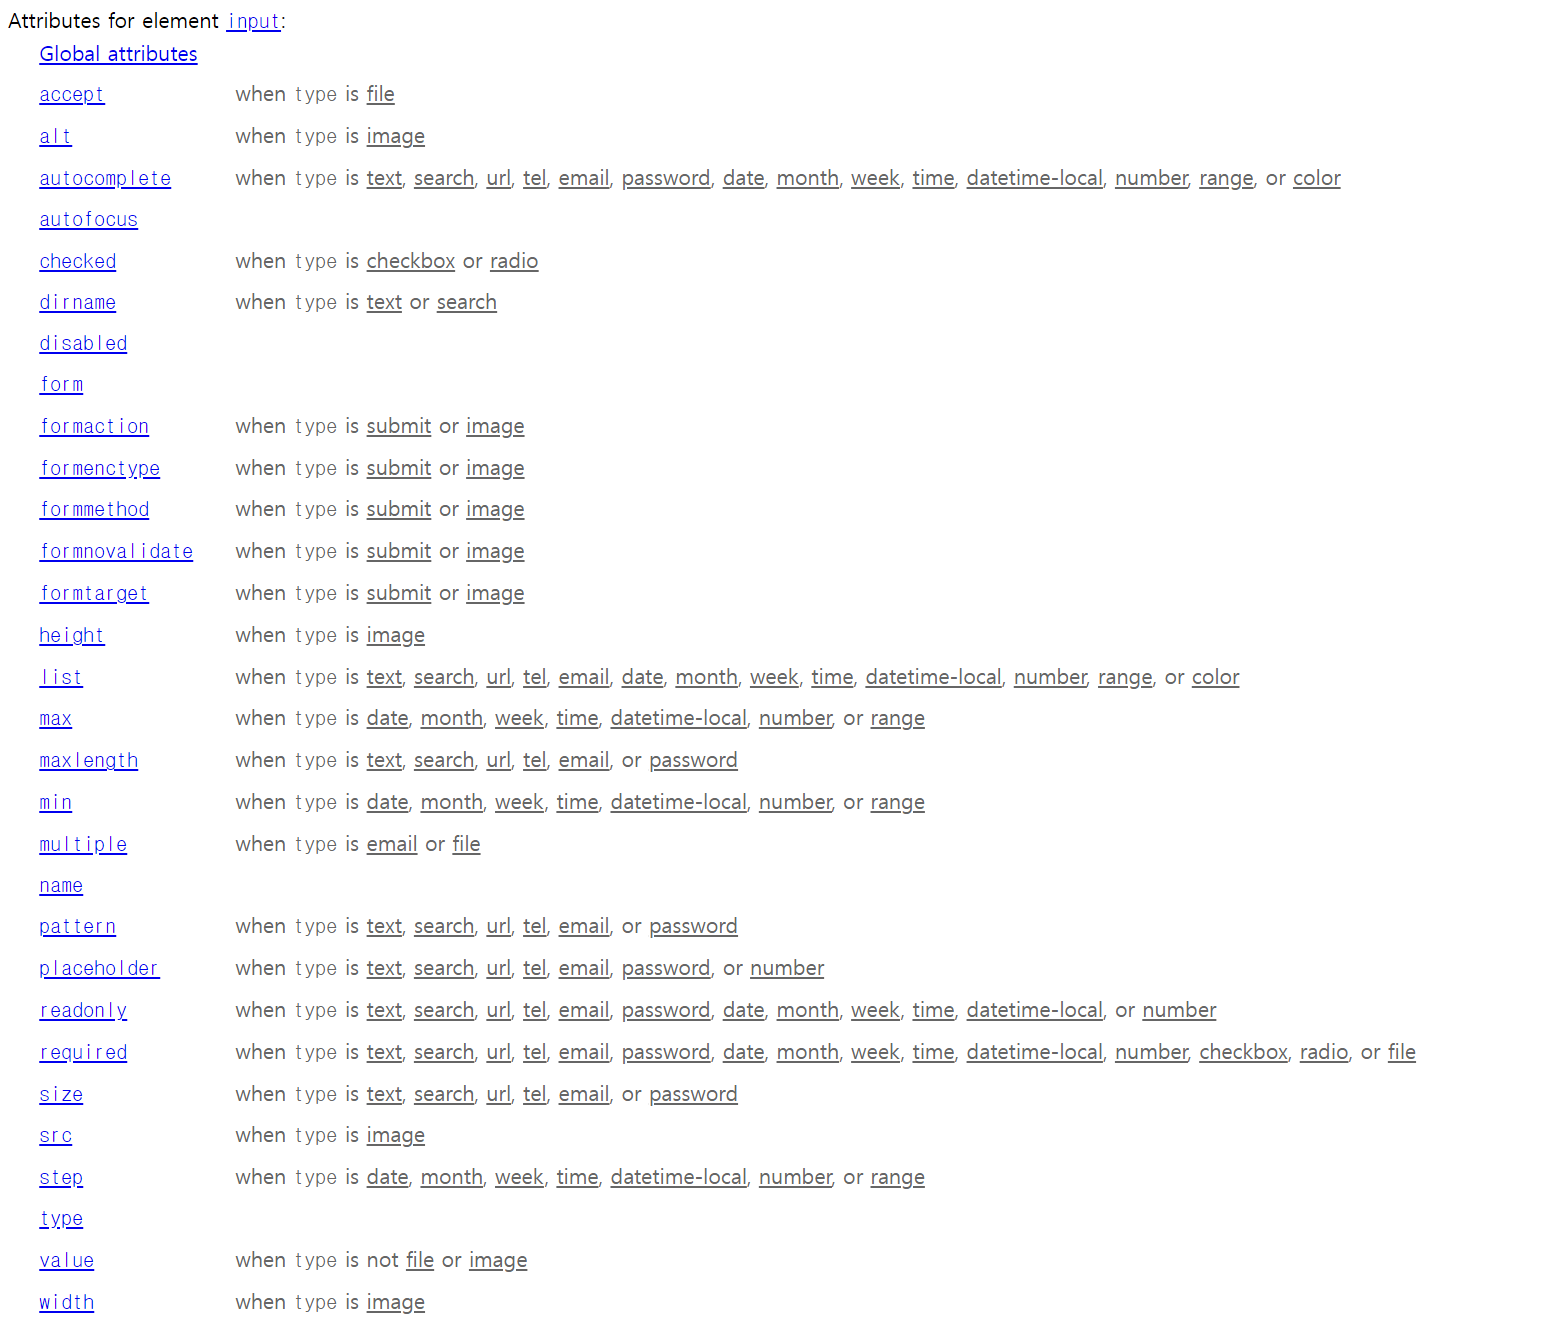 Attributes for element input:
Global attributes
accept when type is file
alt when type is image
autocomplete when type is text, search, url, tel, email, password, date, month, week, time, datetime-local, number, range, or color
autofocus
checked when type is checkbox or radio
dirname when type is text or search
disabled
form
formaction when type is submit or image
formenctype when type is submit or image
formmethod when type is submit or image
formnovalidate when type is submit or image
formtarget when type is submit or image
height when type is image
list when type is text, search, url, tel, email, date, month, week, time, datetime-local, number, range, or color
max when type is date, month, week, time, datetime-local, number, or range
maxlength when type is text, search, url, tel, email, or password
min when type is date, month, week, time, datetime-local, number, or range
multiple when type is email or file
name
pattern when type is text, search, url, tel, email, or password
placeholder when type is text, search, url, tel, email, password, or number
readonly when type is text, search, url, tel, email, password, date, month, week, time, datetime-local, or number
required when type is text, search, url, tel, email, password, date, month, week, time, datetime-local, number, checkbox, radio, or file
size when type is text, search, url, tel, email, or password
src when type is image
step when type is date, month, week, time, datetime-local, number, or range
type
value when type is not file or image
width when type is image